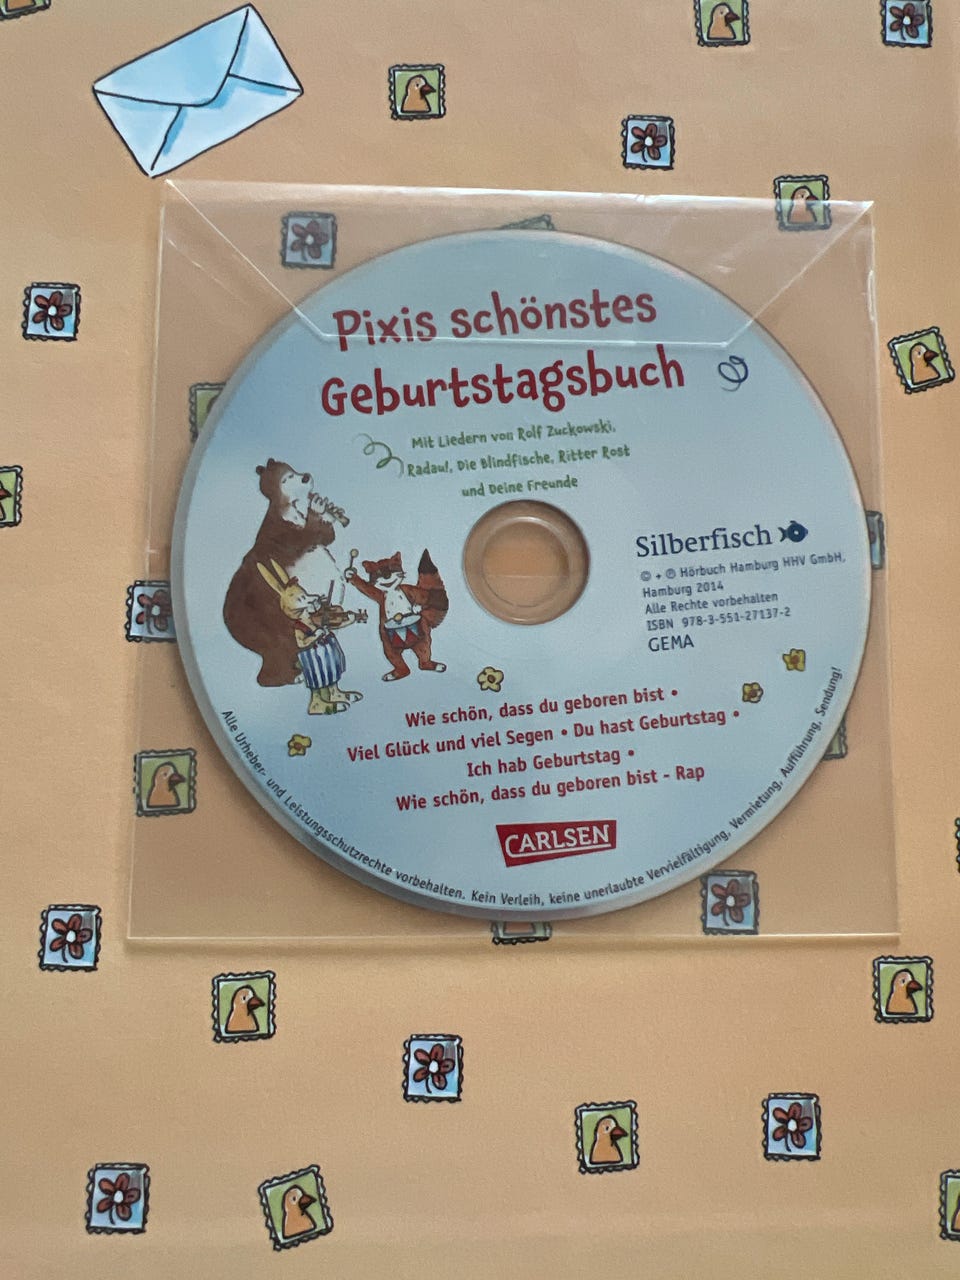 Pixis schönstes
Geburtstagsbuch
Mit Liedern von Rolf Zuckowski,
Radau!, Die Blindfische, Ritter Rost
und Deine Freunde
Silberfisch
© + ℗ Hörbuch Hamburg HHV GmbH,
Hamburg 2014
Alle Rechte vorbehalten
ISBN 978-3-551-27137-2
GEMA
Wie schön, dass du geboren bist •
Viel Glück und viel Segen • Du hast Geburtstag •
Ich hab Geburtstag •
Wie schön, dass du geboren bist - Rap
CARLSEN
Alle Urheber- und Leistungsschutzrechte vorbehalten. Kein Verleih, keine unerlaubte Vervielfältigung, Vermietung, Aufführung, Sendung!